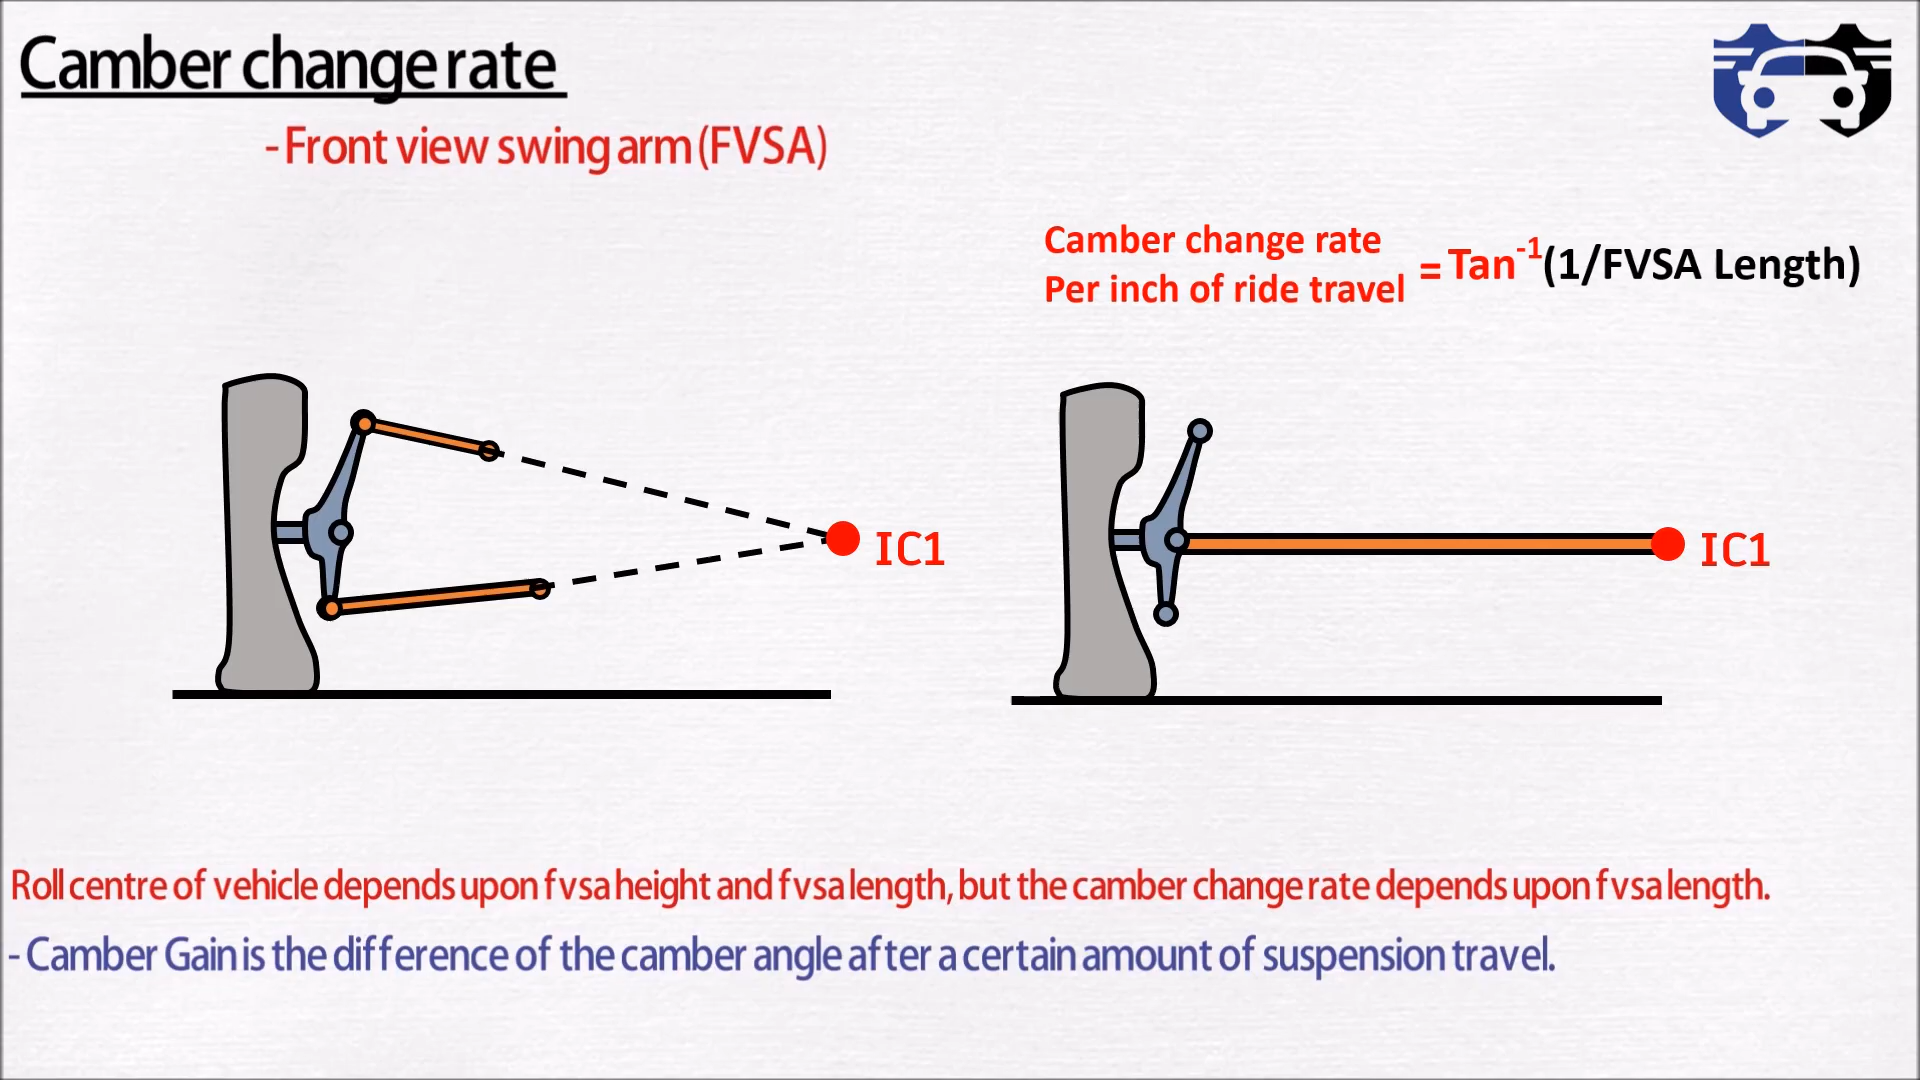 Camber change rate
- Front view swing arm (FVSA)
Camber change rate
Per inch of ride travel = Tan⁻¹(1/FVSA Length)
IC1
IC1
Roll centre of vehicle depends upon fvsa height and fvsa length, but the camber change rate depends upon fvsa length.
- Camber Gain is the difference of the camber angle after a certain amount of suspension travel.